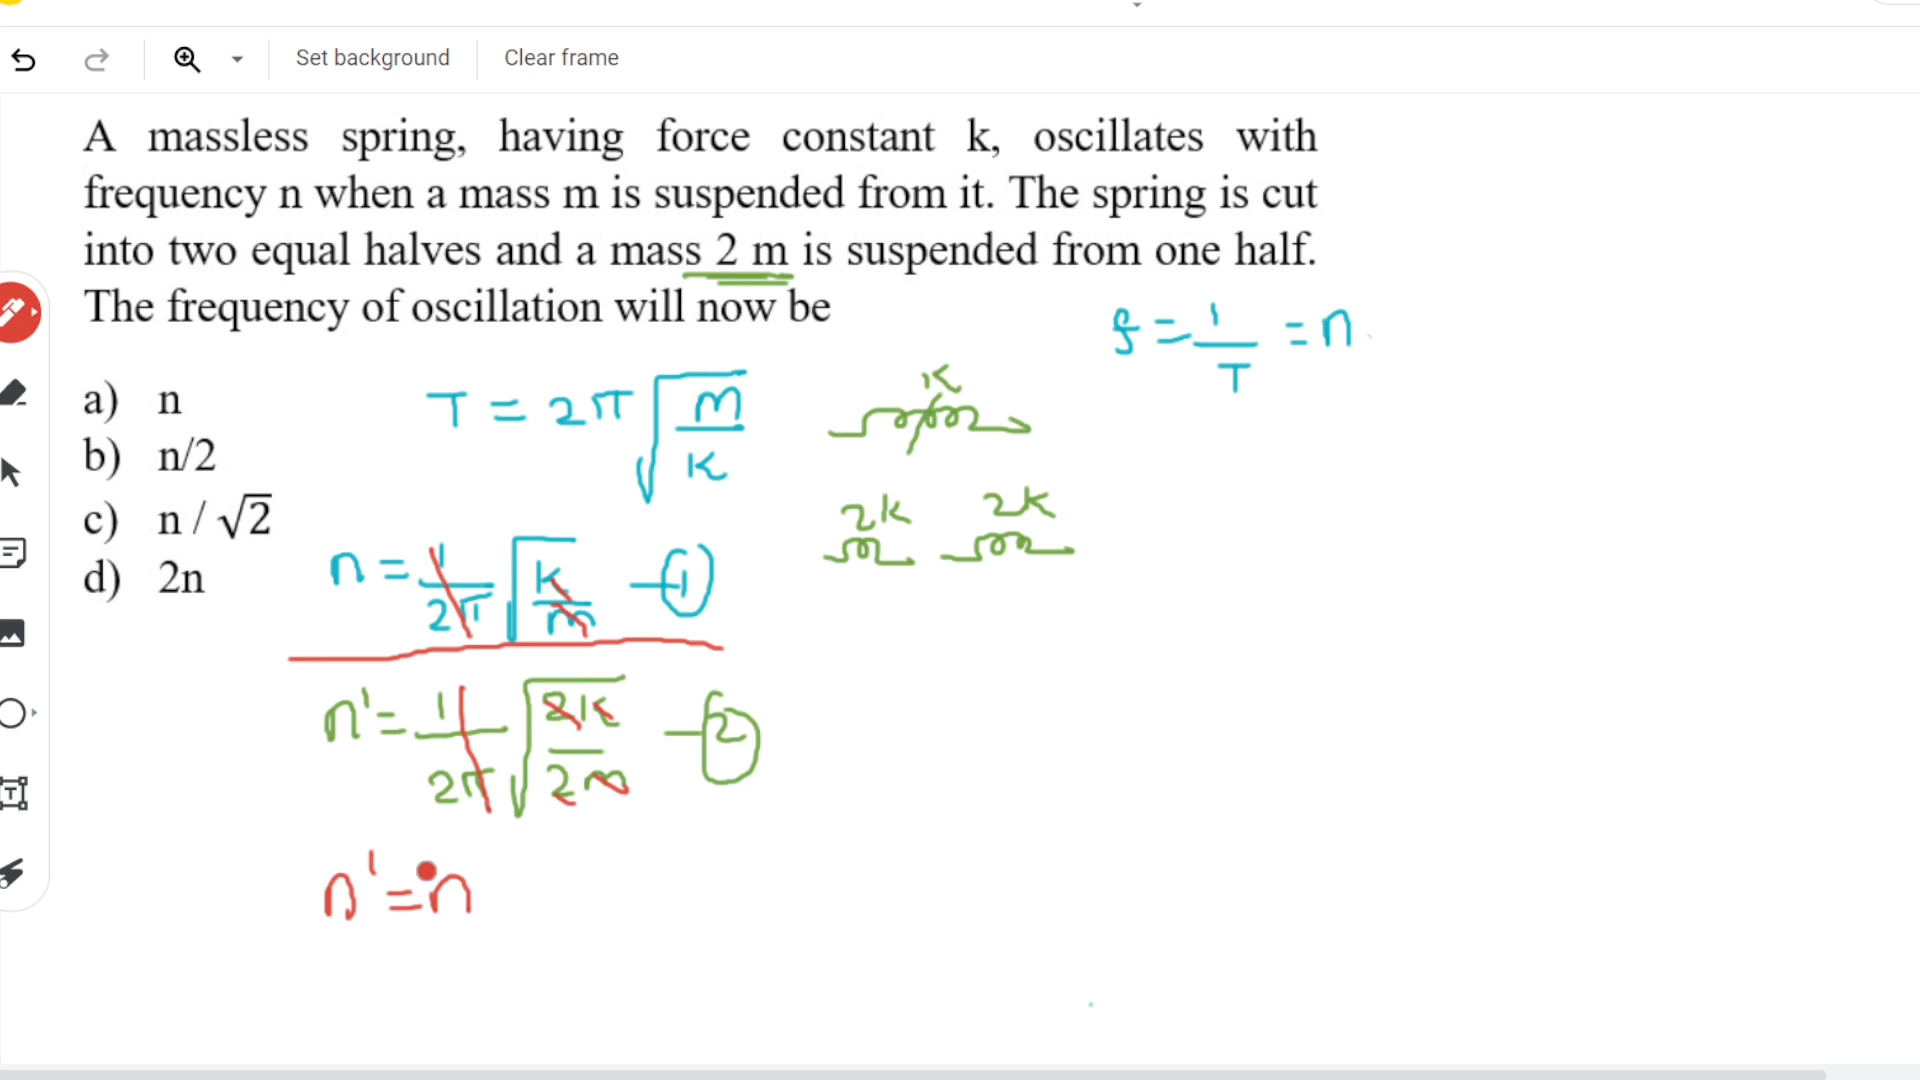 Set background Clear frame
A massless spring, having force constant k, oscillates with
frequency n when a mass m is suspended from it. The spring is cut
into two equal halves and a mass 2 m is suspended from one half.
The frequency of oscillation will now be
f = 1/T = n
a) n
b) n/2
c) n / √2
d) 2n
T = 2π √(m/k)
k
2k 2k
n = 1/2π √(k/m) — ①
n' = 1/2π √(2k/2m) — ②
n' = n